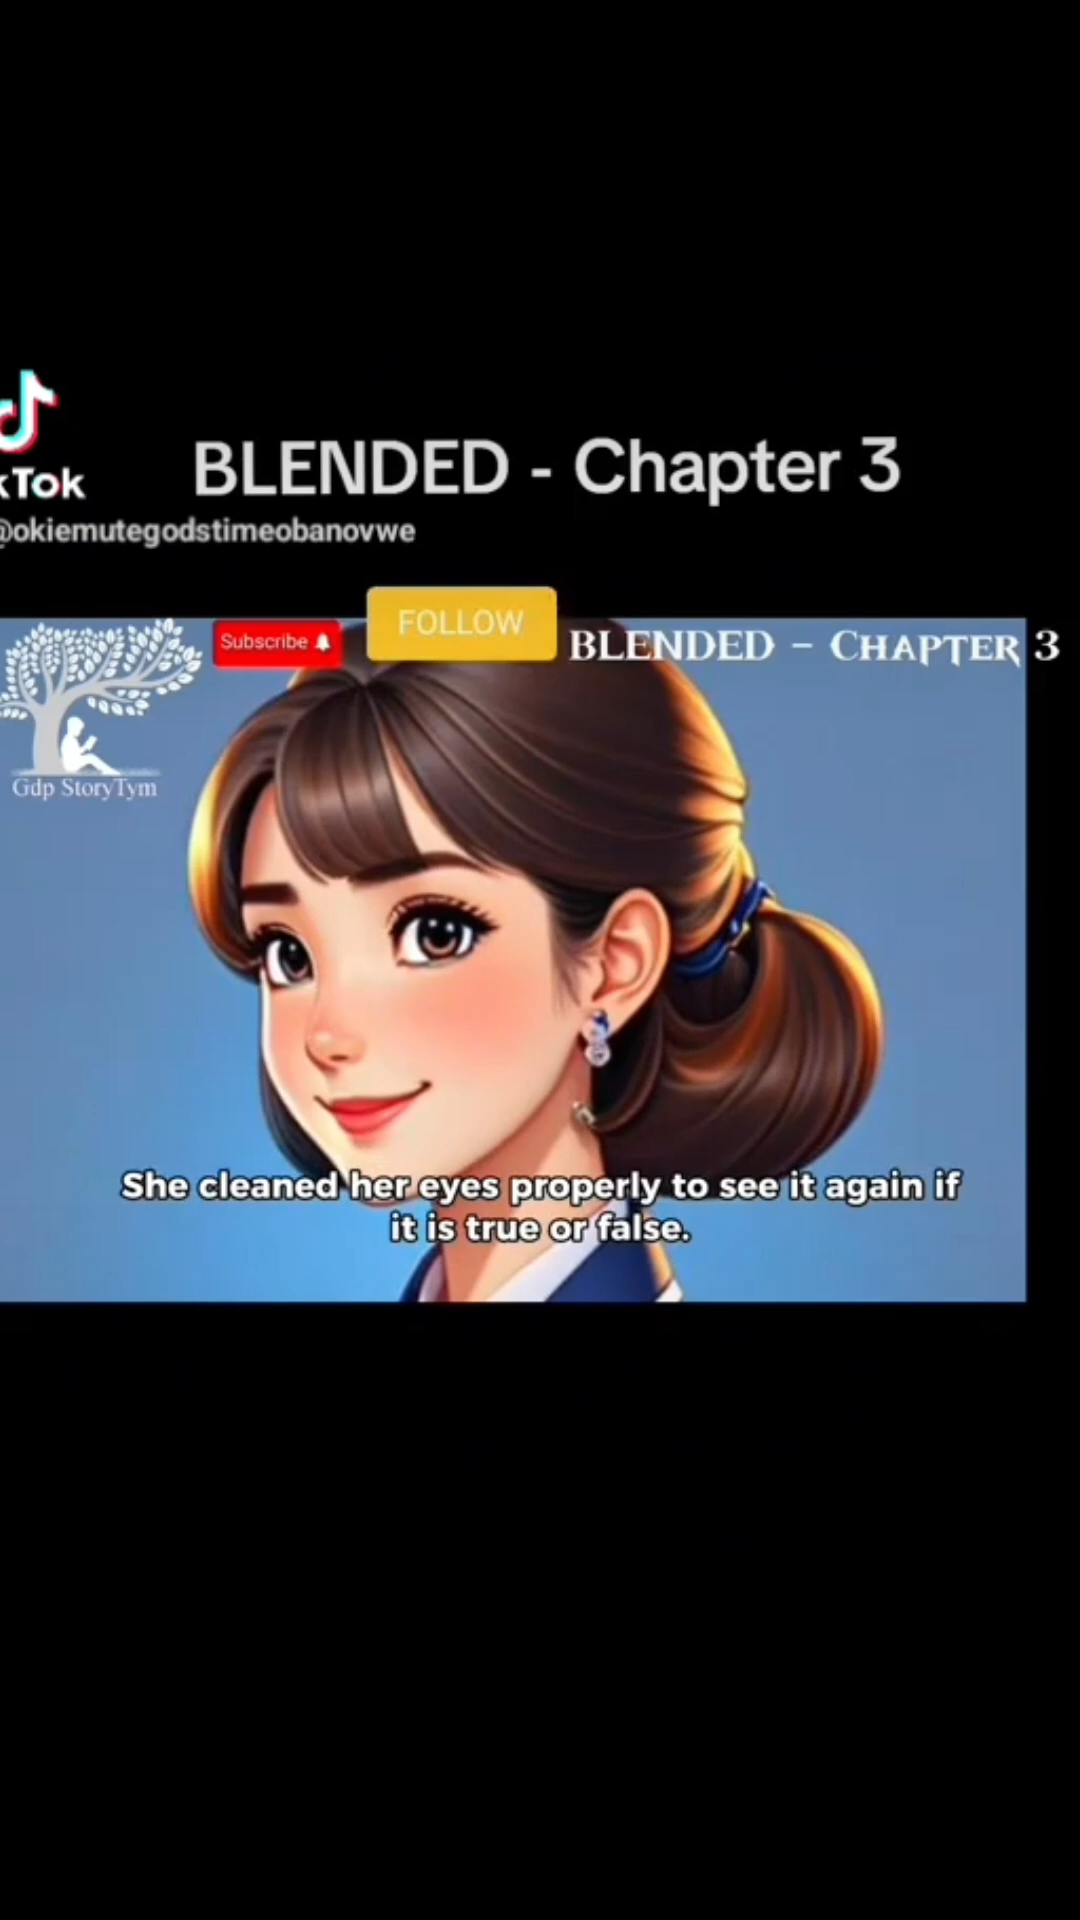 kTok
BLENDED - Chapter 3
@okiemutegodstimeobanovwe
FOLLOW
Subscribe
BLENDED - CHAPTER 3
Gdp StoryTym
She cleaned her eyes properly to see it again if
it is true or false.